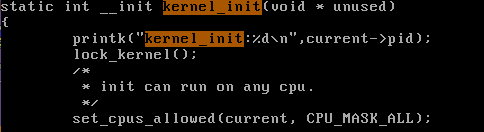 static int __init kernel_init(void * unused)
{
        printk("kernel_init:%d\n",current->pid);
        lock_kernel();
        /*
         * init can run on any cpu.
         */
        set_cpus_allowed(current, CPU_MASK_ALL);